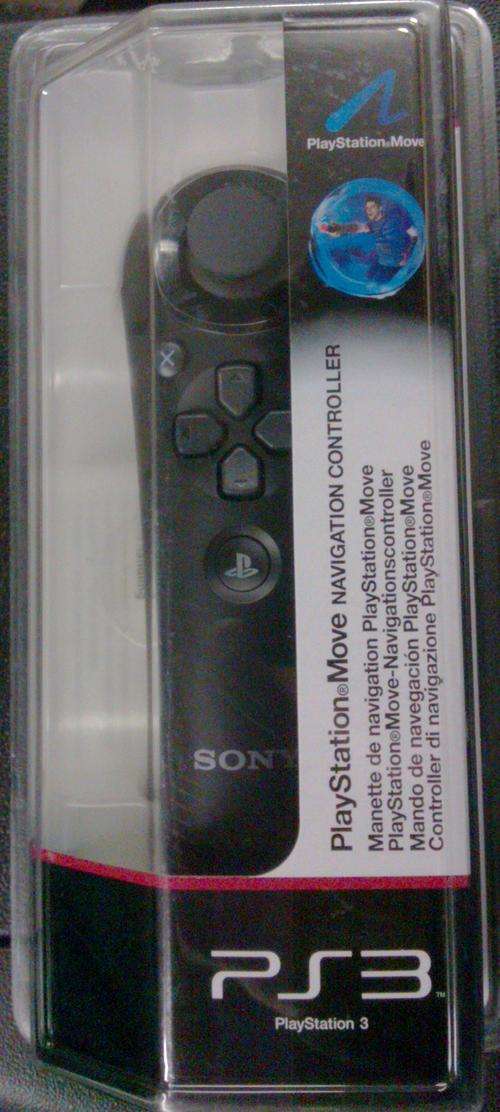 PlayStation®Move
PlayStation®Move NAVIGATION CONTROLLER
Manette de navigation PlayStation®Move
PlayStation®Move-Navigationscontroller
Mando de navegación PlayStation®Move
Controller di navigazione PlayStation®Move
SONY
PS3™
PlayStation 3